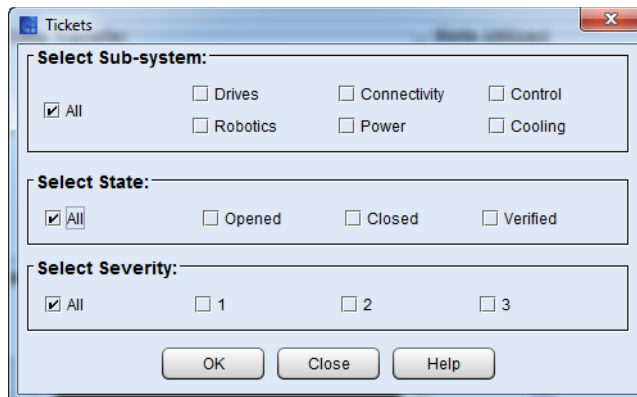 Tickets
Select Sub-system:
All
Drives
Connectivity
Control
Robotics
Power
Cooling
Select State:
All
Opened
Closed
Verified
Select Severity:
All
1
2
3
OK
Close
Help